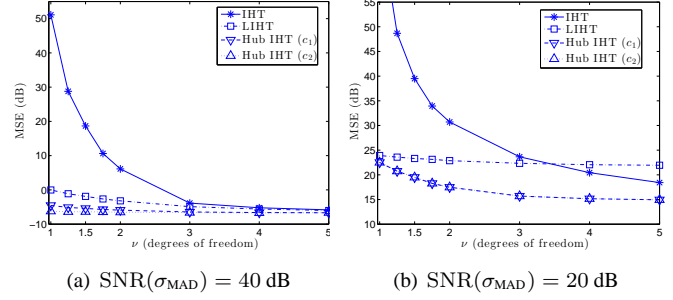 50
40
30
20
10
0
−10
MSE (dB)
1
1.5
2
3
4
5
ν (degrees of freedom)
IHT
LIHT
Hub IHT (c₁)
Hub IHT (c₂)
(a) SNR(σMAD) = 40 dB
55
50
45
40
35
30
25
20
15
10
MSE (dB)
1
1.5
2
3
4
5
ν (degrees of freedom)
IHT
LIHT
Hub IHT (c₁)
Hub IHT (c₂)
(b) SNR(σMAD) = 20 dB